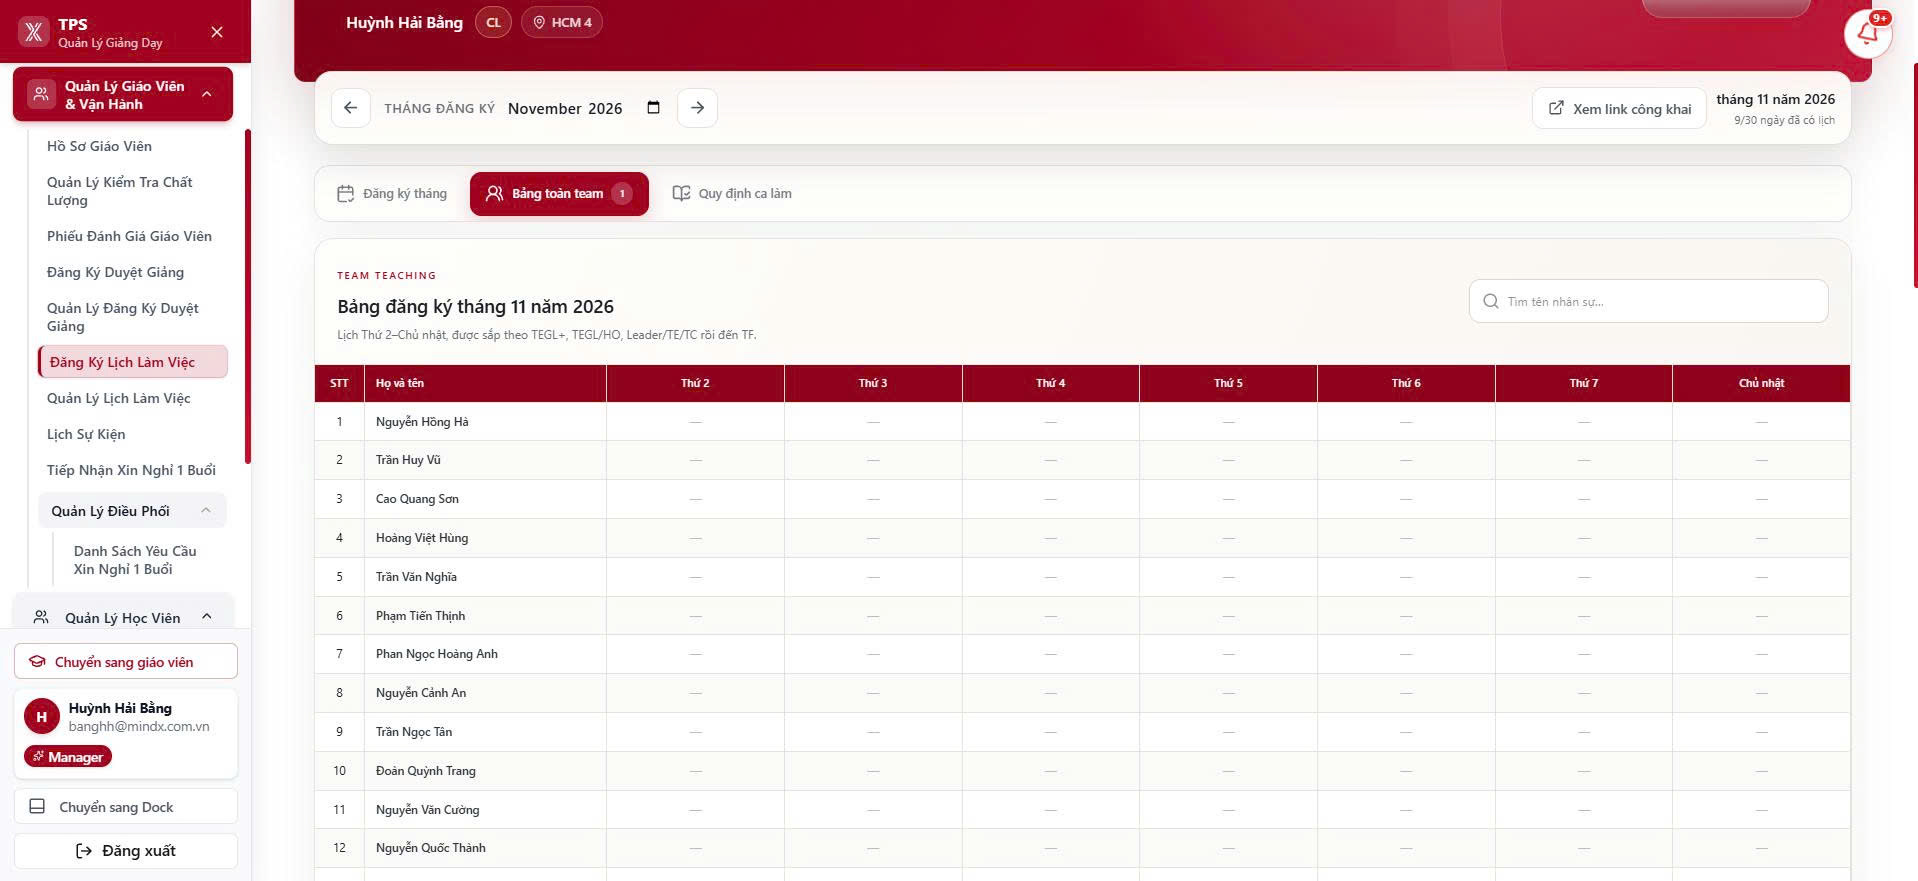 TPS
Quản Lý Giảng Dạy
Quản Lý Giáo Viên
& Vận Hành
Hồ Sơ Giáo Viên
Quản Lý Kiểm Tra Chất
Lượng
Phiếu Đánh Giá Giáo Viên
Đăng Ký Duyệt Giảng
Quản Lý Đăng Ký Duyệt
Giảng
Đăng Ký Lịch Làm Việc
Quản Lý Lịch Làm Việc
Lịch Sự Kiện
Tiếp Nhận Xin Nghỉ 1 Buổi
Quản Lý Điều Phối
Danh Sách Yêu Cầu
Xin Nghỉ 1 Buổi
Quản Lý Học Viên
Chuyển sang giáo viên
H
Huỳnh Hải Bằng
banghh@mindx.com.vn
Manager
Chuyển sang Dock
Đăng xuất
Huỳnh Hải Bằng CL HCM 4
9+
THÁNG ĐĂNG KÝ November 2026
Xem link công khai
tháng 11 năm 2026
9/30 ngày đã có lịch
Đăng ký tháng Bảng toàn team 1 Quy định ca làm
TEAM TEACHING
Bảng đăng ký tháng 11 năm 2026
Lịch Thứ 2–Chủ nhật, được sắp theo TEGL+, TEGL/HO, Leader/TE/TC rồi đến TF.
Tìm tên nhân sự...
STT Họ và tên Thứ 2 Thứ 3 Thứ 4 Thứ 5 Thứ 6 Thứ 7 Chủ nhật
1 Nguyễn Hồng Hà — — — — — — —
2 Trần Huy Vũ — — — — — — —
3 Cao Quang Sơn — — — — — — —
4 Hoàng Việt Hùng — — — — — — —
5 Trần Văn Nghĩa — — — — — — —
6 Phạm Tiến Thịnh — — — — — — —
7 Phan Ngọc Hoàng Anh — — — — — — —
8 Nguyễn Cảnh An — — — — — — —
9 Trần Ngọc Tân — — — — — — —
10 Đoàn Quỳnh Trang — — — — — — —
11 Nguyễn Văn Cường — — — — — — —
12 Nguyễn Quốc Thành — — — — — — —